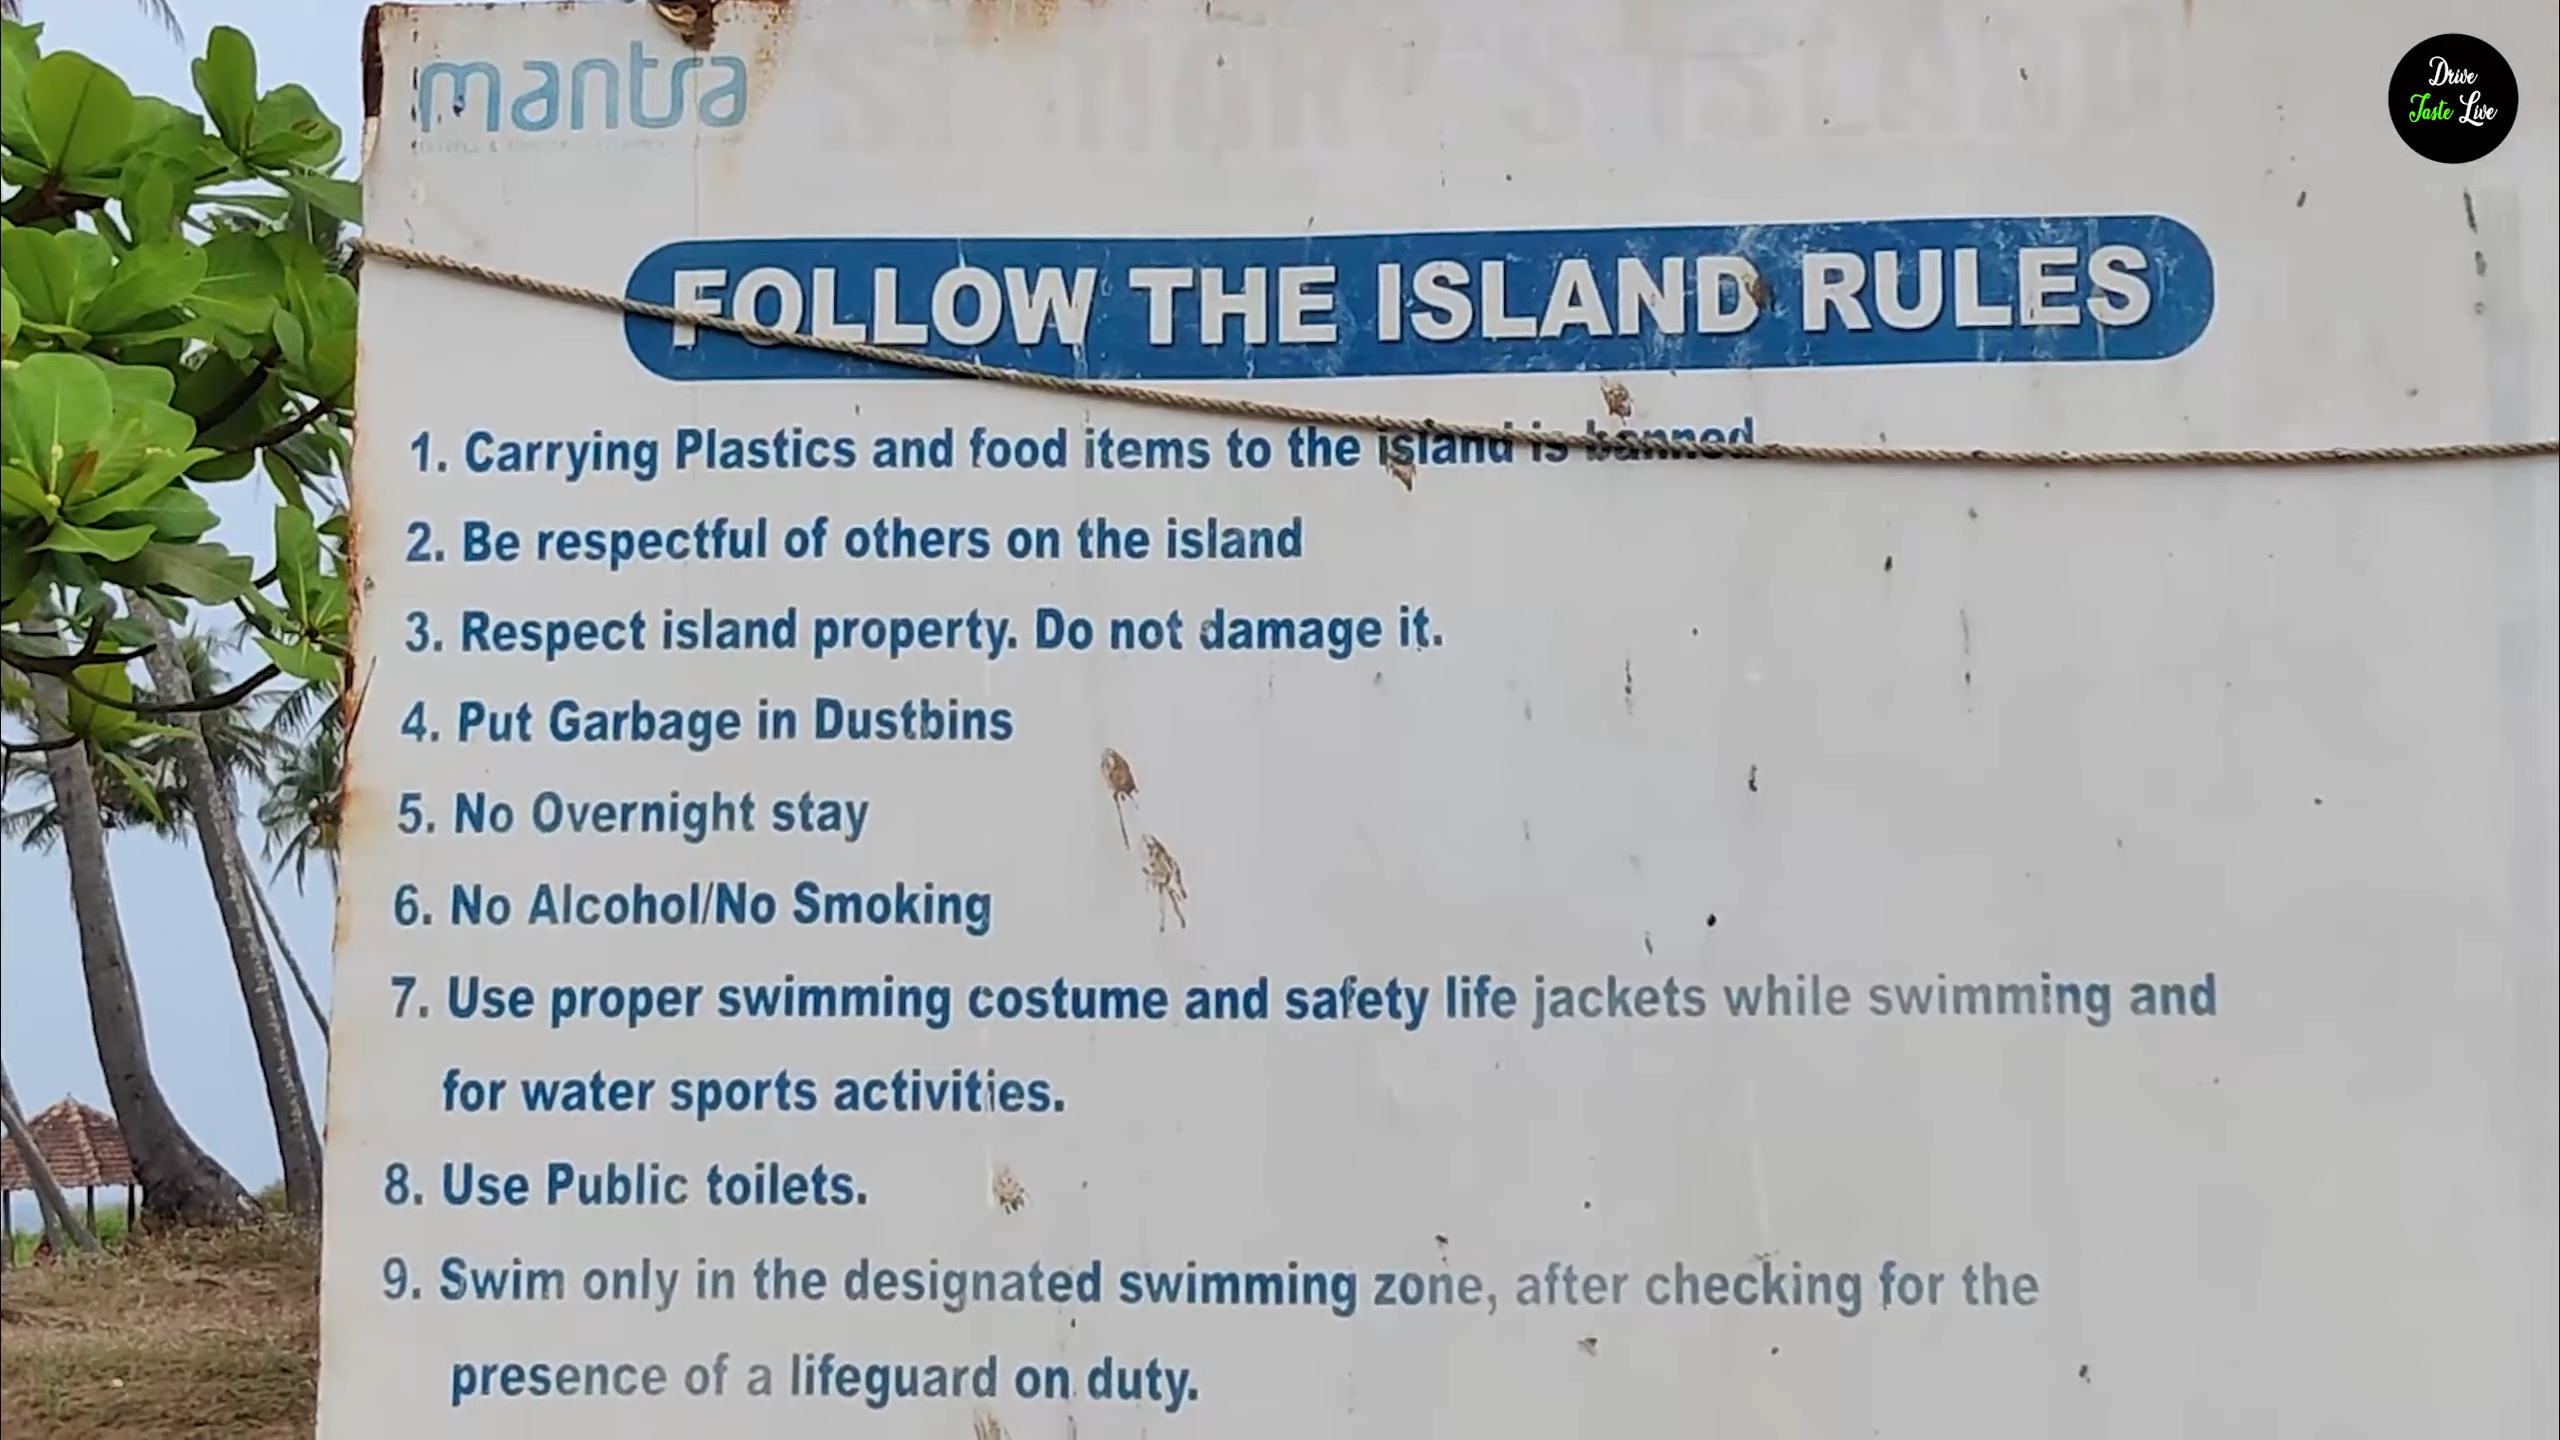 mantra
Drive
Taste Live
FOLLOW THE ISLAND RULES
1. Carrying Plastics and food items to the island is banned
2. Be respectful of others on the island
3. Respect island property. Do not damage it.
4. Put Garbage in Dustbins
5. No Overnight stay
6. No Alcohol/No Smoking
7. Use proper swimming costume and safety life jackets while swimming and
for water sports activities.
8. Use Public toilets.
9. Swim only in the designated swimming zone, after checking for the
presence of a lifeguard on duty.